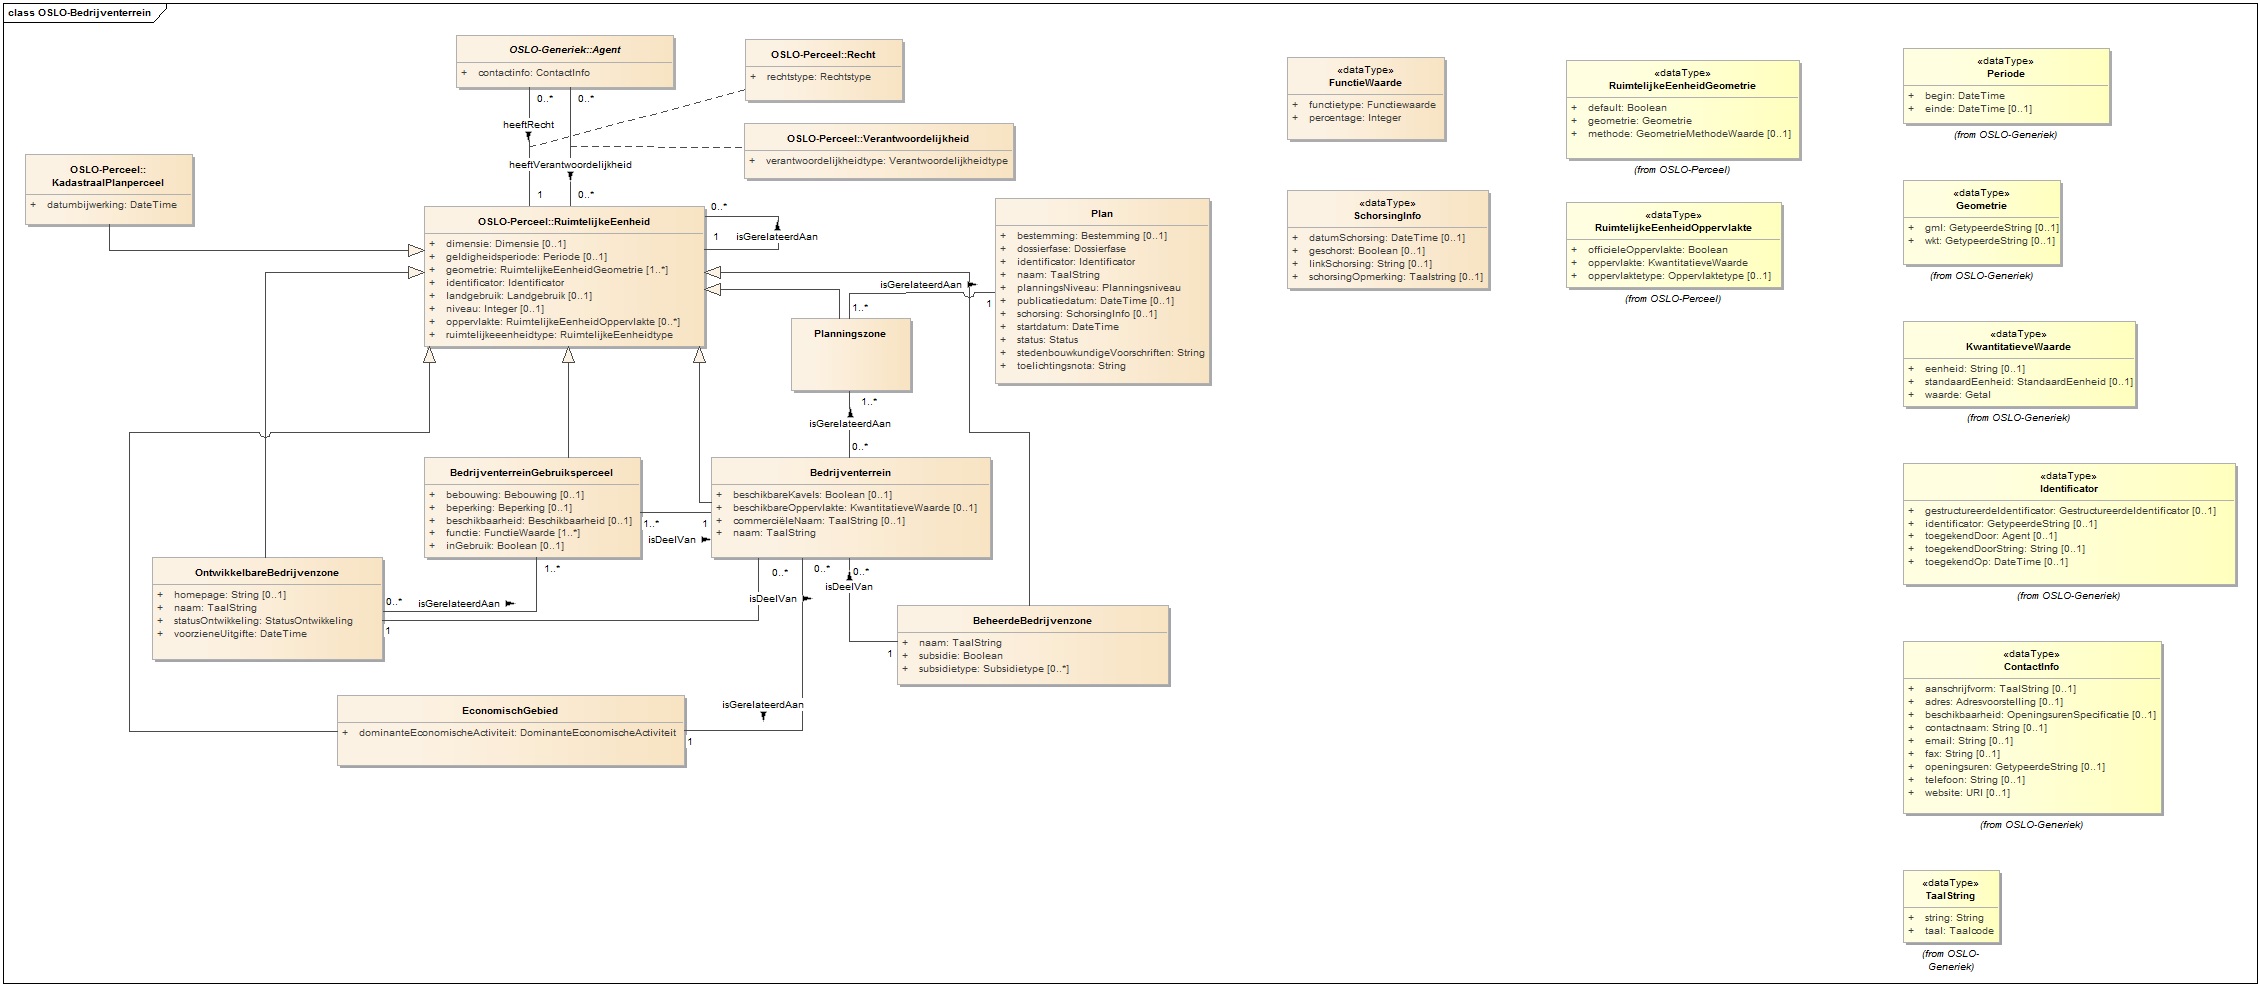 class OSLO-Bedrijventerrein
OSLO-Generiek::Agent
+ contactinfo: ContactInfo
OSLO-Perceel::Recht
+ rechtstype: Rechtstype
OSLO-Perceel::Verantwoordelijkheid
+ verantwoordelijkheidtype: Verantwoordelijkheidtype
0..*
0..*
heeftRecht
heeftVerantwoordelijkheid
1
0..*
OSLO-Perceel::
KadastraalPlanperceel
+ datumbijwerking: DateTime
OSLO-Perceel::RuimtelijkeEenheid
+ dimensie: Dimensie [0..1]
+ geldigheidsperiode: Periode [0..1]
+ geometrie: RuimtelijkeEenheidGeometrie [1..*]
+ identificator: Identificator
+ landgebruik: Landgebruik [0..1]
+ niveau: Integer [0..1]
+ oppervlakte: RuimtelijkeEenheidOppervlakte [0..*]
+ ruimtelijkeeenheidtype: RuimtelijkeEenheidtype
0..*
1
isGerelateerdAan
Plan
+ bestemming: Bestemming [0..1]
+ dossierfase: Dossierfase
+ identificator: Identificator
+ naam: TaalString
+ planningsNiveau: Planningsniveau
+ publicatiedatum: DateTime [0..1]
+ schorsing: SchorsingInfo [0..1]
+ startdatum: DateTime
+ status: Status
+ stedenbouwkundigeVoorschriften: String
+ toelichtingsnota: String
isGerelateerdAan
1
1..*
Planningszone
1..*
isGerelateerdAan
0..*
BedrijventerreinGebruiksperceel
+ bebouwing: Bebouwing [0..1]
+ beperking: Beperking [0..1]
+ beschikbaarheid: Beschikbaarheid [0..1]
+ functie: FunctieWaarde [1..*]
+ inGebruik: Boolean [0..1]
1..*
1
isDeelVan
Bedrijventerrein
+ beschikbareKavels: Boolean [0..1]
+ beschikbareOppervlakte: KwantitatieveWaarde [0..1]
+ commerciëleNaam: TaalString [0..1]
+ naam: TaalString
1..*
0..*
0..*
0..*
OntwikkelbareBedrijvenzone
+ homepage: String [0..1]
+ naam: TaalString
+ statusOntwikkeling: StatusOntwikkeling
+ voorzieneUitgifte: DateTime
0..*
isGerelateerdAan
1
isDeelVan
isDeelVan
BeheerdeBedrijvenzone
+ naam: TaalString
+ subsidie: Boolean
+ subsidietype: Subsidietype [0..*]
1
EconomischGebied
+ dominanteEconomischeActiviteit: DominanteEconomischeActiviteit
isGerelateerdAan
1
«dataType»
FunctieWaarde
+ functietype: Functiewaarde
+ percentage: Integer
«dataType»
SchorsingInfo
+ datumSchorsing: DateTime [0..1]
+ geschorst: Boolean [0..1]
+ linkSchorsing: String [0..1]
+ schorsingOpmerking: Taalstring [0..1]
«dataType»
RuimtelijkeEenheidGeometrie
+ default: Boolean
+ geometrie: Geometrie
+ methode: GeometrieMethodeWaarde [0..1]
(from OSLO-Perceel)
«dataType»
RuimtelijkeEenheidOppervlakte
+ officieleOppervlakte: Boolean
+ oppervlakte: KwantitatieveWaarde
+ oppervlaktetype: Oppervlaktetype [0..1]
(from OSLO-Perceel)
«dataType»
Periode
+ begin: DateTime
+ einde: DateTime [0..1]
(from OSLO-Generiek)
«dataType»
Geometrie
+ gml: GetypeerdeString [0..1]
+ wkt: GetypeerdeString [0..1]
(from OSLO-Generiek)
«dataType»
KwantitatieveWaarde
+ eenheid: String [0..1]
+ standaardEenheid: StandaardEenheid [0..1]
+ waarde: Getal
(from OSLO-Generiek)
«dataType»
Identificator
+ gestructureerdeIdentificator: GestructureerdeIdentificator [0..1]
+ identificator: GetypeerdeString [0..1]
+ toegekendDoor: Agent [0..1]
+ toegekendDoorString: String [0..1]
+ toegekendOp: DateTime [0..1]
(from OSLO-Generiek)
«dataType»
ContactInfo
+ aanschrijfvorm: TaalString [0..1]
+ adres: Adresvoorstelling [0..1]
+ beschikbaarheid: OpeningsurenSpecificatie [0..1]
+ contactnaam: String [0..1]
+ email: String [0..1]
+ fax: String [0..1]
+ openingsuren: GetypeerdeString [0..1]
+ telefoon: String [0..1]
+ website: URI [0..1]
(from OSLO-Generiek)
«dataType»
TaalString
+ string: String
+ taal: Taalcode
(from OSLO-
Generiek)